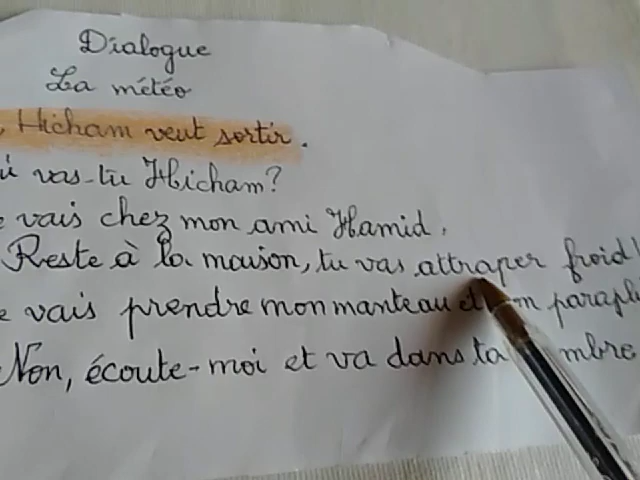 Dialogue
La météo
Hicham veut sortir.
vas-tu Hicham?
vais chez mon ami Hamid.
Reste à la maison, tu vas attraper froid!
vais prendre mon manteau et
Non, écoute-moi et va dans ta